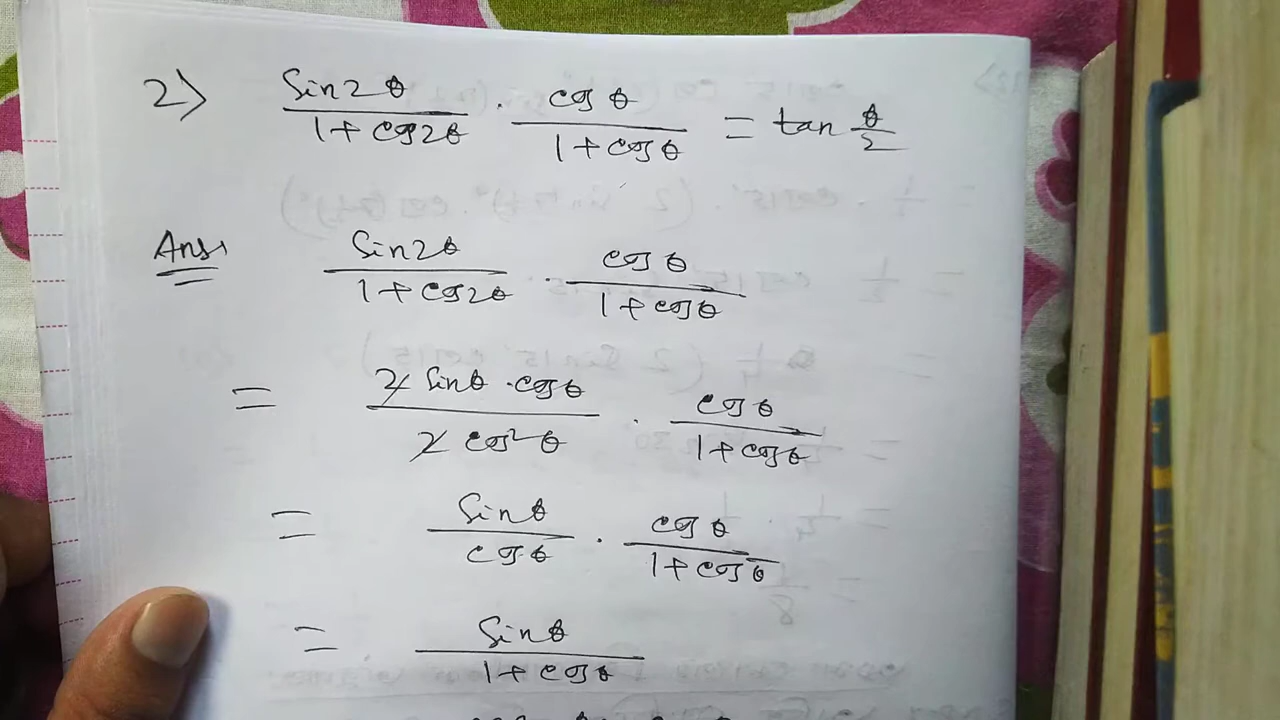 2) sin2θ/(1+cos2θ) · cosθ/(1+cosθ) = tan θ/2
Ans: sin2θ/(1+cos2θ) · cosθ/(1+cosθ)
= 2 sinθ · cosθ/(2 cos²θ) · cosθ/(1+cosθ)
= sinθ/cosθ · cosθ/(1+cosθ)
= sinθ/(1+cosθ)